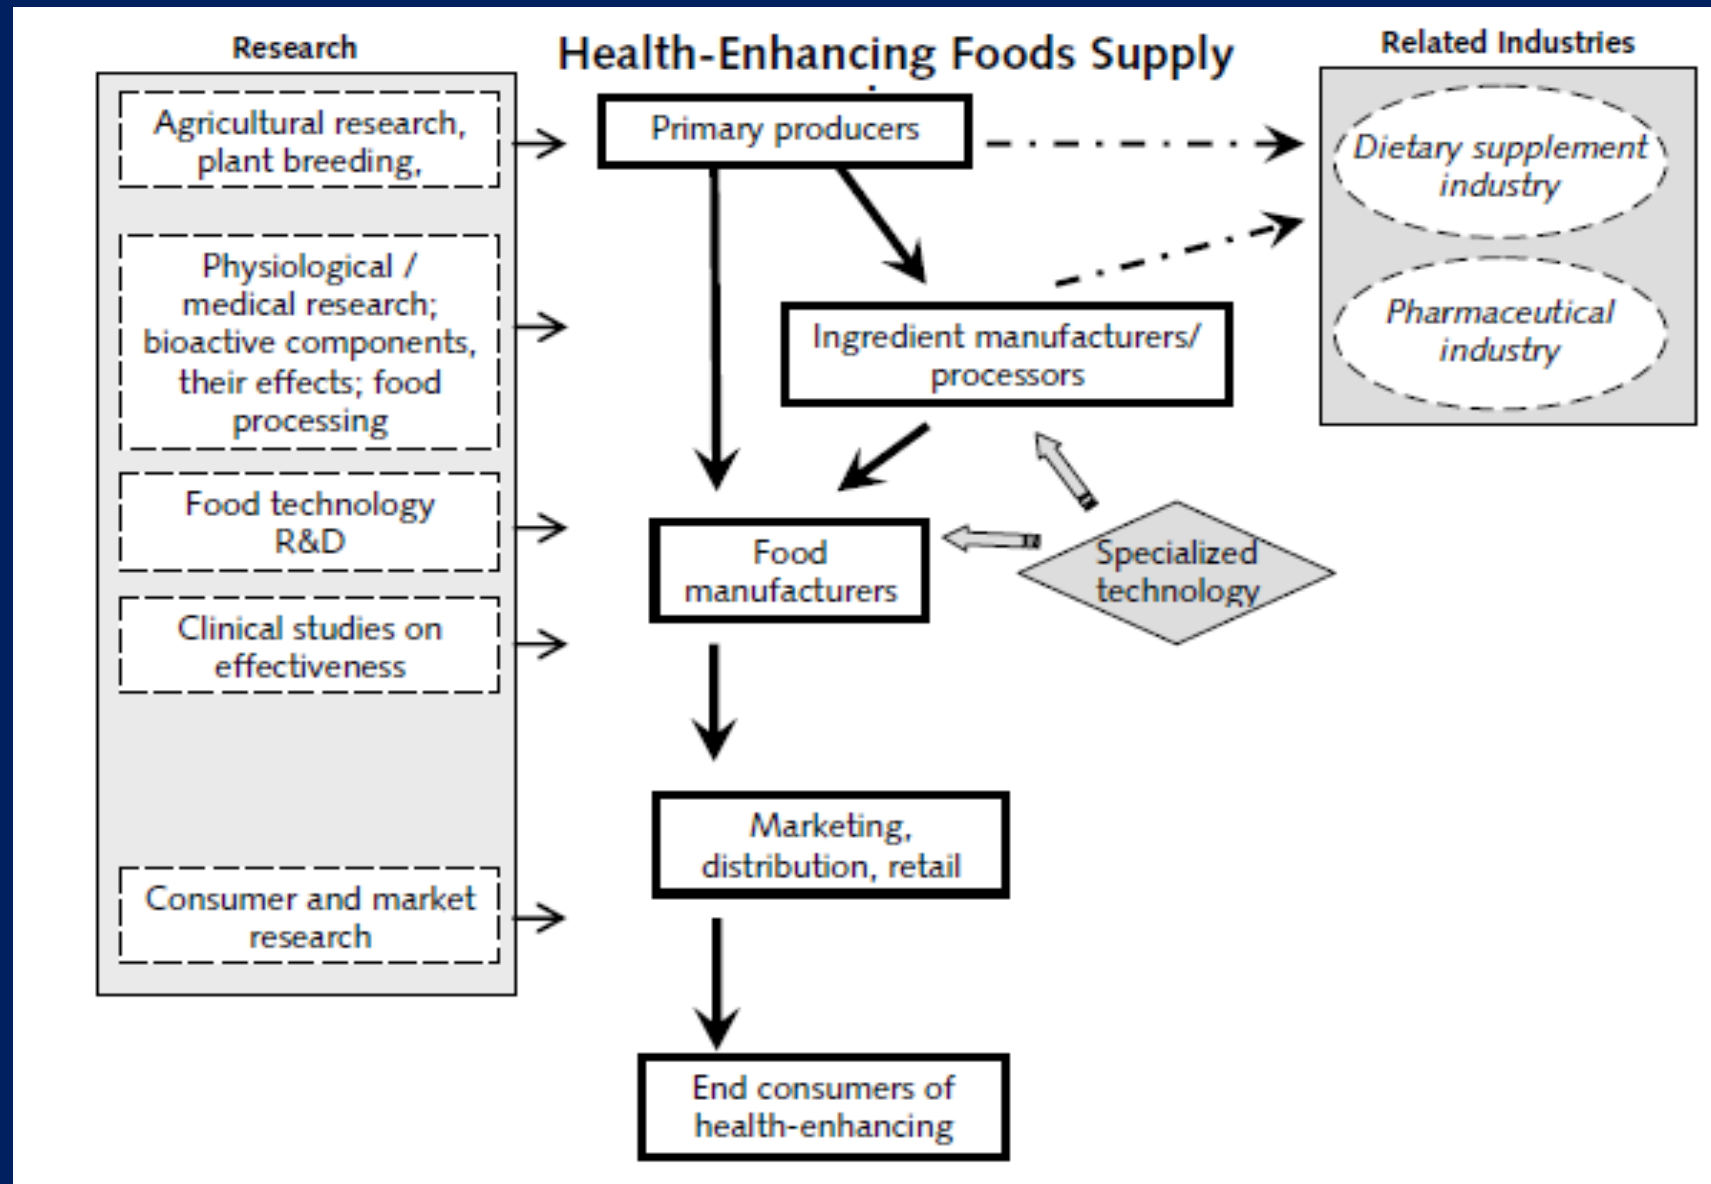 Research
Agricultural research,
plant breeding,
Physiological /
medical research;
bioactive components,
their effects; food
processing
Food technology
R&D
Clinical studies on
effectiveness
Consumer and market
research
Health-Enhancing Foods Supply
Primary producers
Ingredient manufacturers/
processors
Food
manufacturers
Specialized
technology
Marketing,
distribution, retail
End consumers of
health-enhancing
Related Industries
Dietary supplement
industry
Pharmaceutical
industry